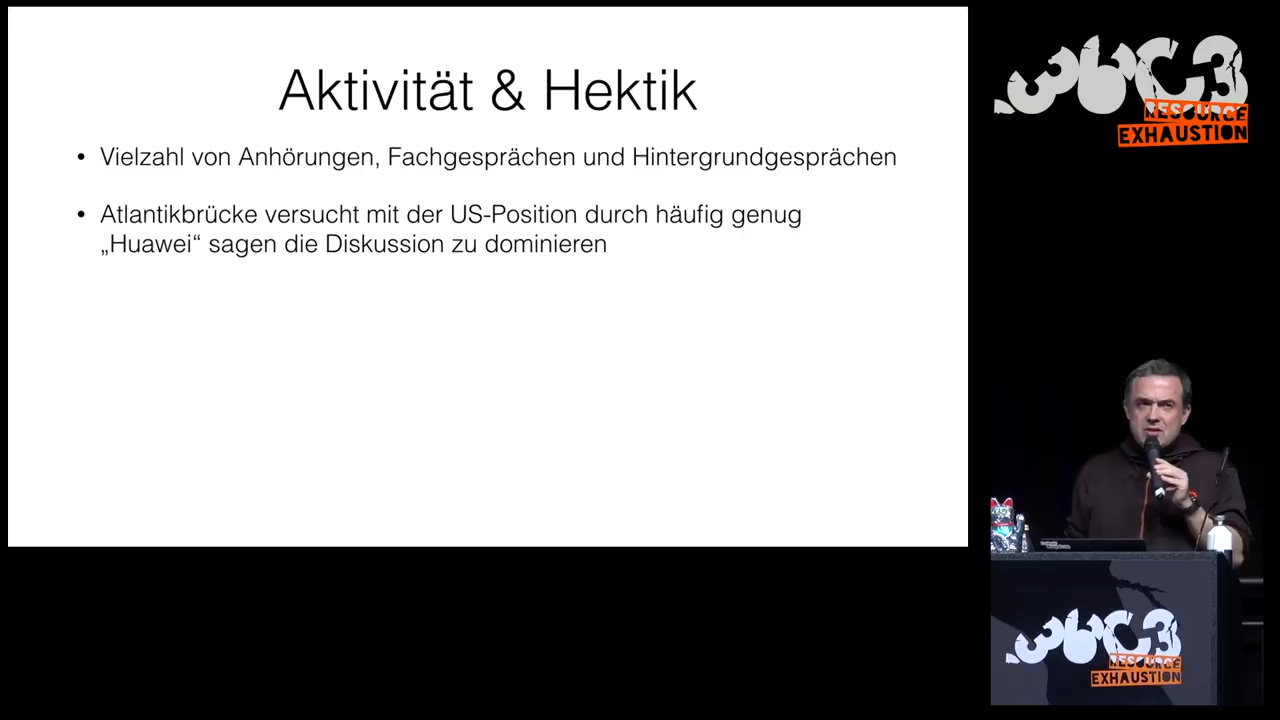 Aktivität & Hektik
• Vielzahl von Anhörungen, Fachgesprächen und Hintergrundgesprächen
• Atlantikbrücke versucht mit der US-Position durch häufig genug
„Huawei“ sagen die Diskussion zu dominieren
36C3
RESOURCE
EXHAUSTION
36C3
RESOURCE
EXHAUSTION